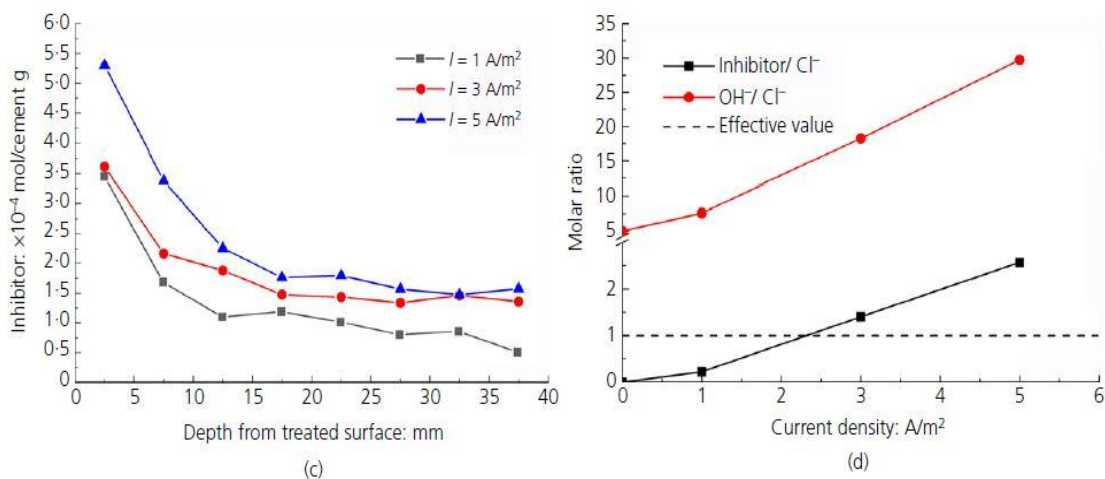 6·0
5·5
5·0
4·5
4·0
3·5
3·0
2·5
2·0
1·5
1·0
0·5
0
Inhibitor: ×10⁻⁴ mol/cement g
I = 1 A/m²
I = 3 A/m²
I = 5 A/m²
0 5 10 15 20 25 30 35 40
Depth from treated surface: mm
(c)
35
30
25
20
15
10
5
2
1
0
Molar ratio
Inhibitor/ Cl⁻
OH⁻/ Cl⁻
Effective value
0 1 2 3 4 5 6
Current density: A/m²
(d)